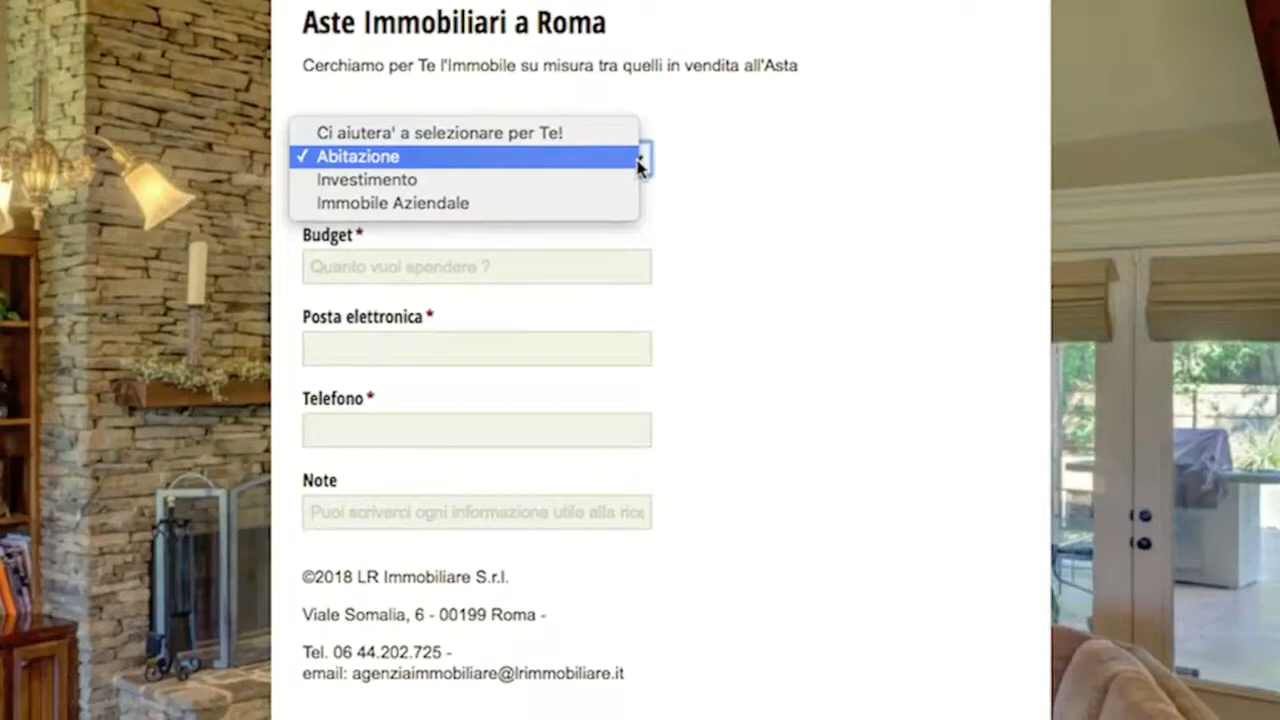 Aste Immobiliari a Roma
Cerchiamo per Te l'Immobile su misura tra quelli in vendita all'Asta
Ci aiutera' a selezionare per Te!
✓ Abitazione
Investimento
Immobile Aziendale
Budget *
Quanto vuoi spendere ?
Posta elettronica *
Telefono *
Note
Puoi scriverci ogni informazione utile alla rice
©2018 LR Immobiliare S.r.l.
Viale Somalia, 6 - 00199 Roma -
Tel. 06 44.202.725 -
email: agenziaimmobiliare@lrimmobiliare.it